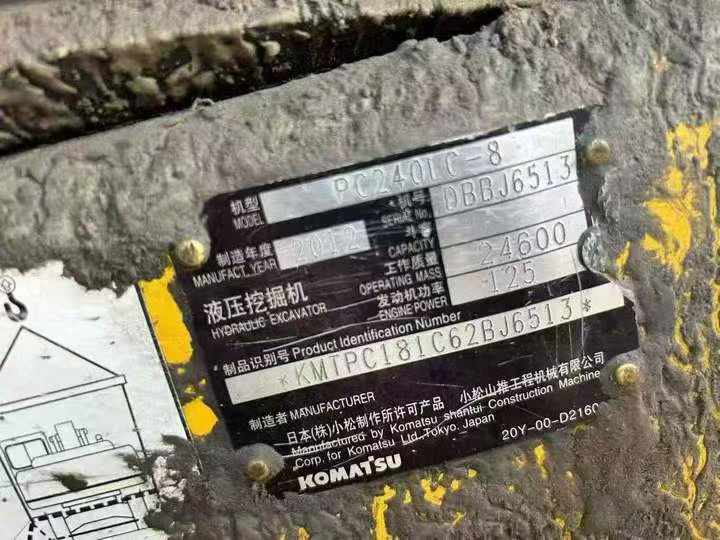 机型 MODEL PC240LC-8
机号 SERIAL No. DBBJ6513
制造年度 MANUFACT. YEAR 2012
斗容 CAPACITY
工作质量 OPERATING MASS 24600
液压挖掘机 HYDRAULIC EXCAVATOR
发动机功率 ENGINE POWER 125
制品识别号 Product Identification Number
*KMTPC181C62BJ6513*
制造者 MANUFACTURER 小松山推工程机械有限公司
日本(株)小松制作所许可产品
Manufactured by Komatsu shantui Construction Machine
Corp. for Komatsu Ltd. Tokyo, Japan
KOMATSU
20Y-00-D2160